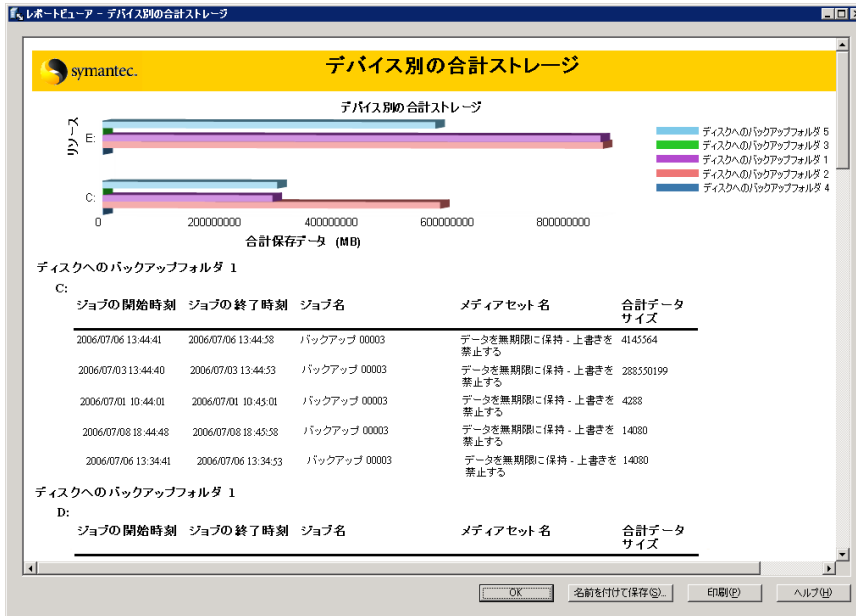 レポートビューア - デバイス別の合計ストレージ
symantec.
デバイス別の合計ストレージ
デバイス別の合計ストレージ
リソース
E:
C:
0 200000000 400000000 600000000 800000000
合計保存データ (MB)
ディスクへのバックアップフォルダ 5
ディスクへのバックアップフォルダ 3
ディスクへのバックアップフォルダ 1
ディスクへのバックアップフォルダ 2
ディスクへのバックアップフォルダ 4
ディスクへのバックアップフォルダ 1
C:
ジョブの開始時刻 ジョブの終了時刻 ジョブ名 メディアセット名 合計データ
サイズ
2006/07/06 13:44:41 2006/07/06 13:44:58 バックアップ 00003 データを無期限に保持 - 上書きを 4145564
禁止する
2006/07/03 13:44:40 2006/07/03 13:44:53 バックアップ 00003 データを無期限に保持 - 上書きを 288550199
禁止する
2006/07/01 10:44:01 2006/07/01 10:45:01 バックアップ 00003 データを無期限に保持 - 上書きを 4288
禁止する
2006/07/08 18:44:48 2006/07/08 18:45:58 バックアップ 00003 データを無期限に保持 - 上書きを 14080
禁止する
2006/07/06 13:34:41 2006/07/06 13:34:53 バックアップ 00003 データを無期限に保持 - 上書きを 14080
禁止する
ディスクへのバックアップフォルダ 1
D:
ジョブの開始時刻 ジョブの終了時刻 ジョブ名 メディアセット名 合計データ
サイズ
OK 名前を付けて保存(S)... 印刷(P) ヘルプ(H)